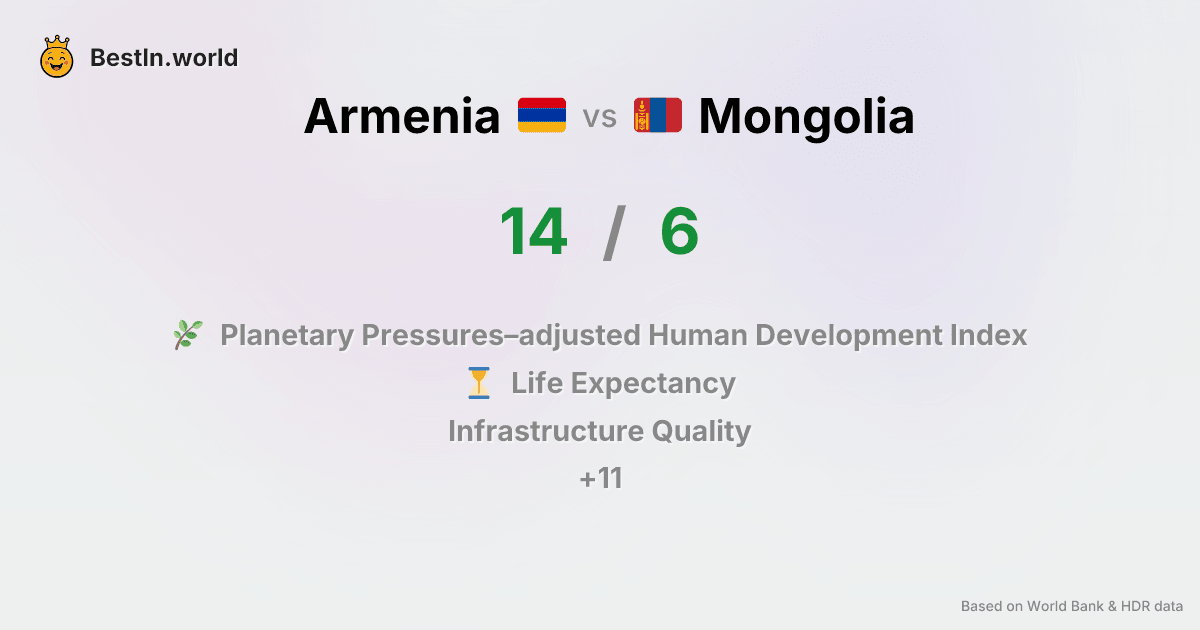 BestIn.world
Armenia vs Mongolia
14 / 6
Planetary Pressures–adjusted Human Development Index
Life Expectancy
Infrastructure Quality
+11
Based on World Bank & HDR data